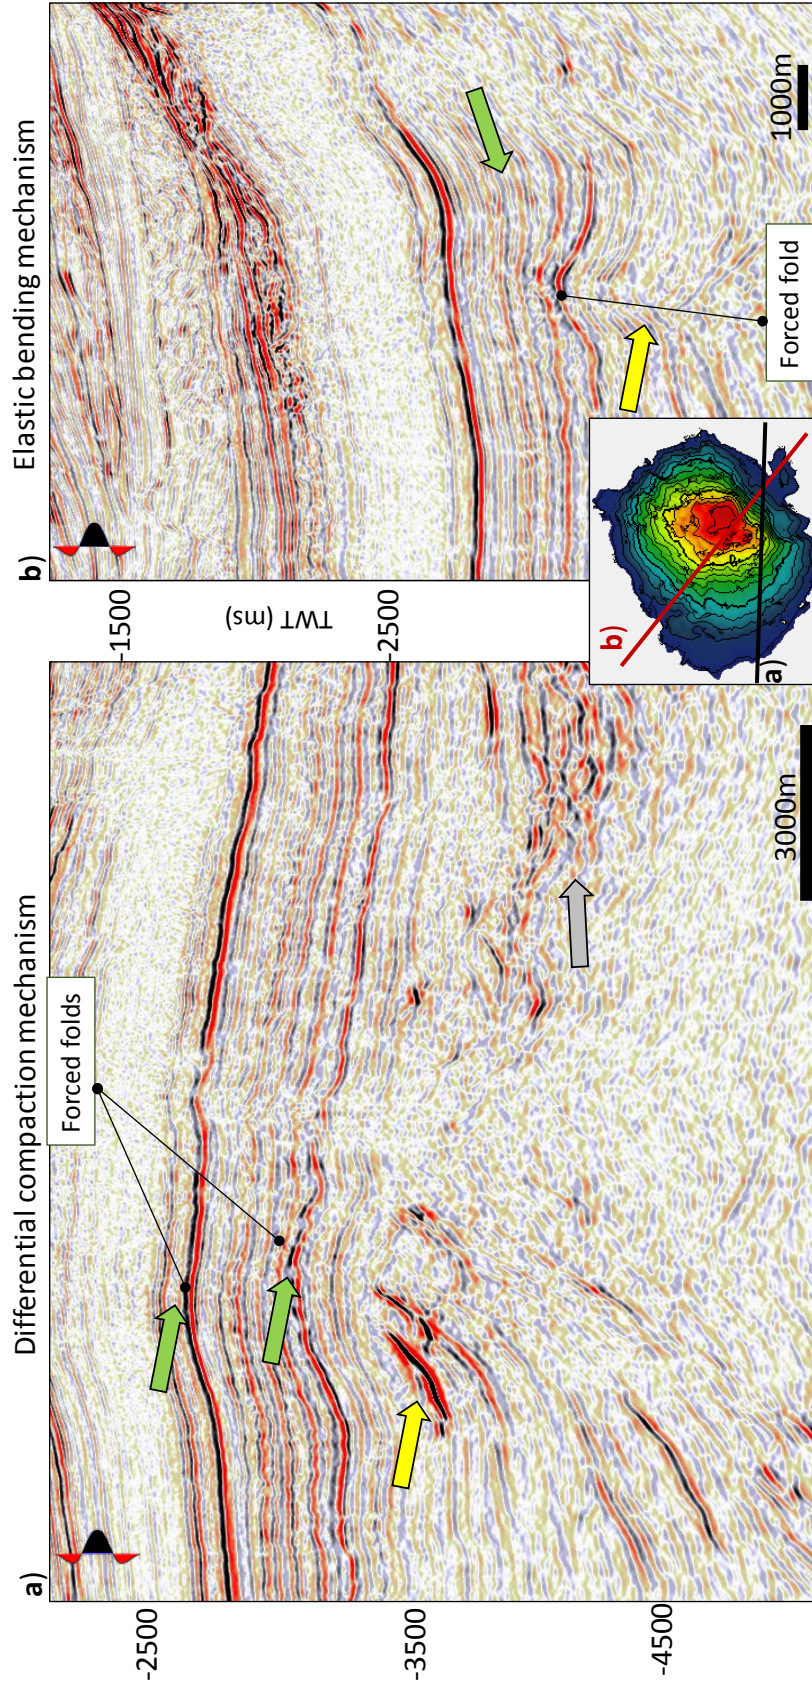 Differential compaction mechanism
a)
Forced folds
-2500
-3500
-4500
3000m
Elastic bending mechanism
b)
-1500
TWT (ms)
-2500
Forced fold
1000m
b)
a)